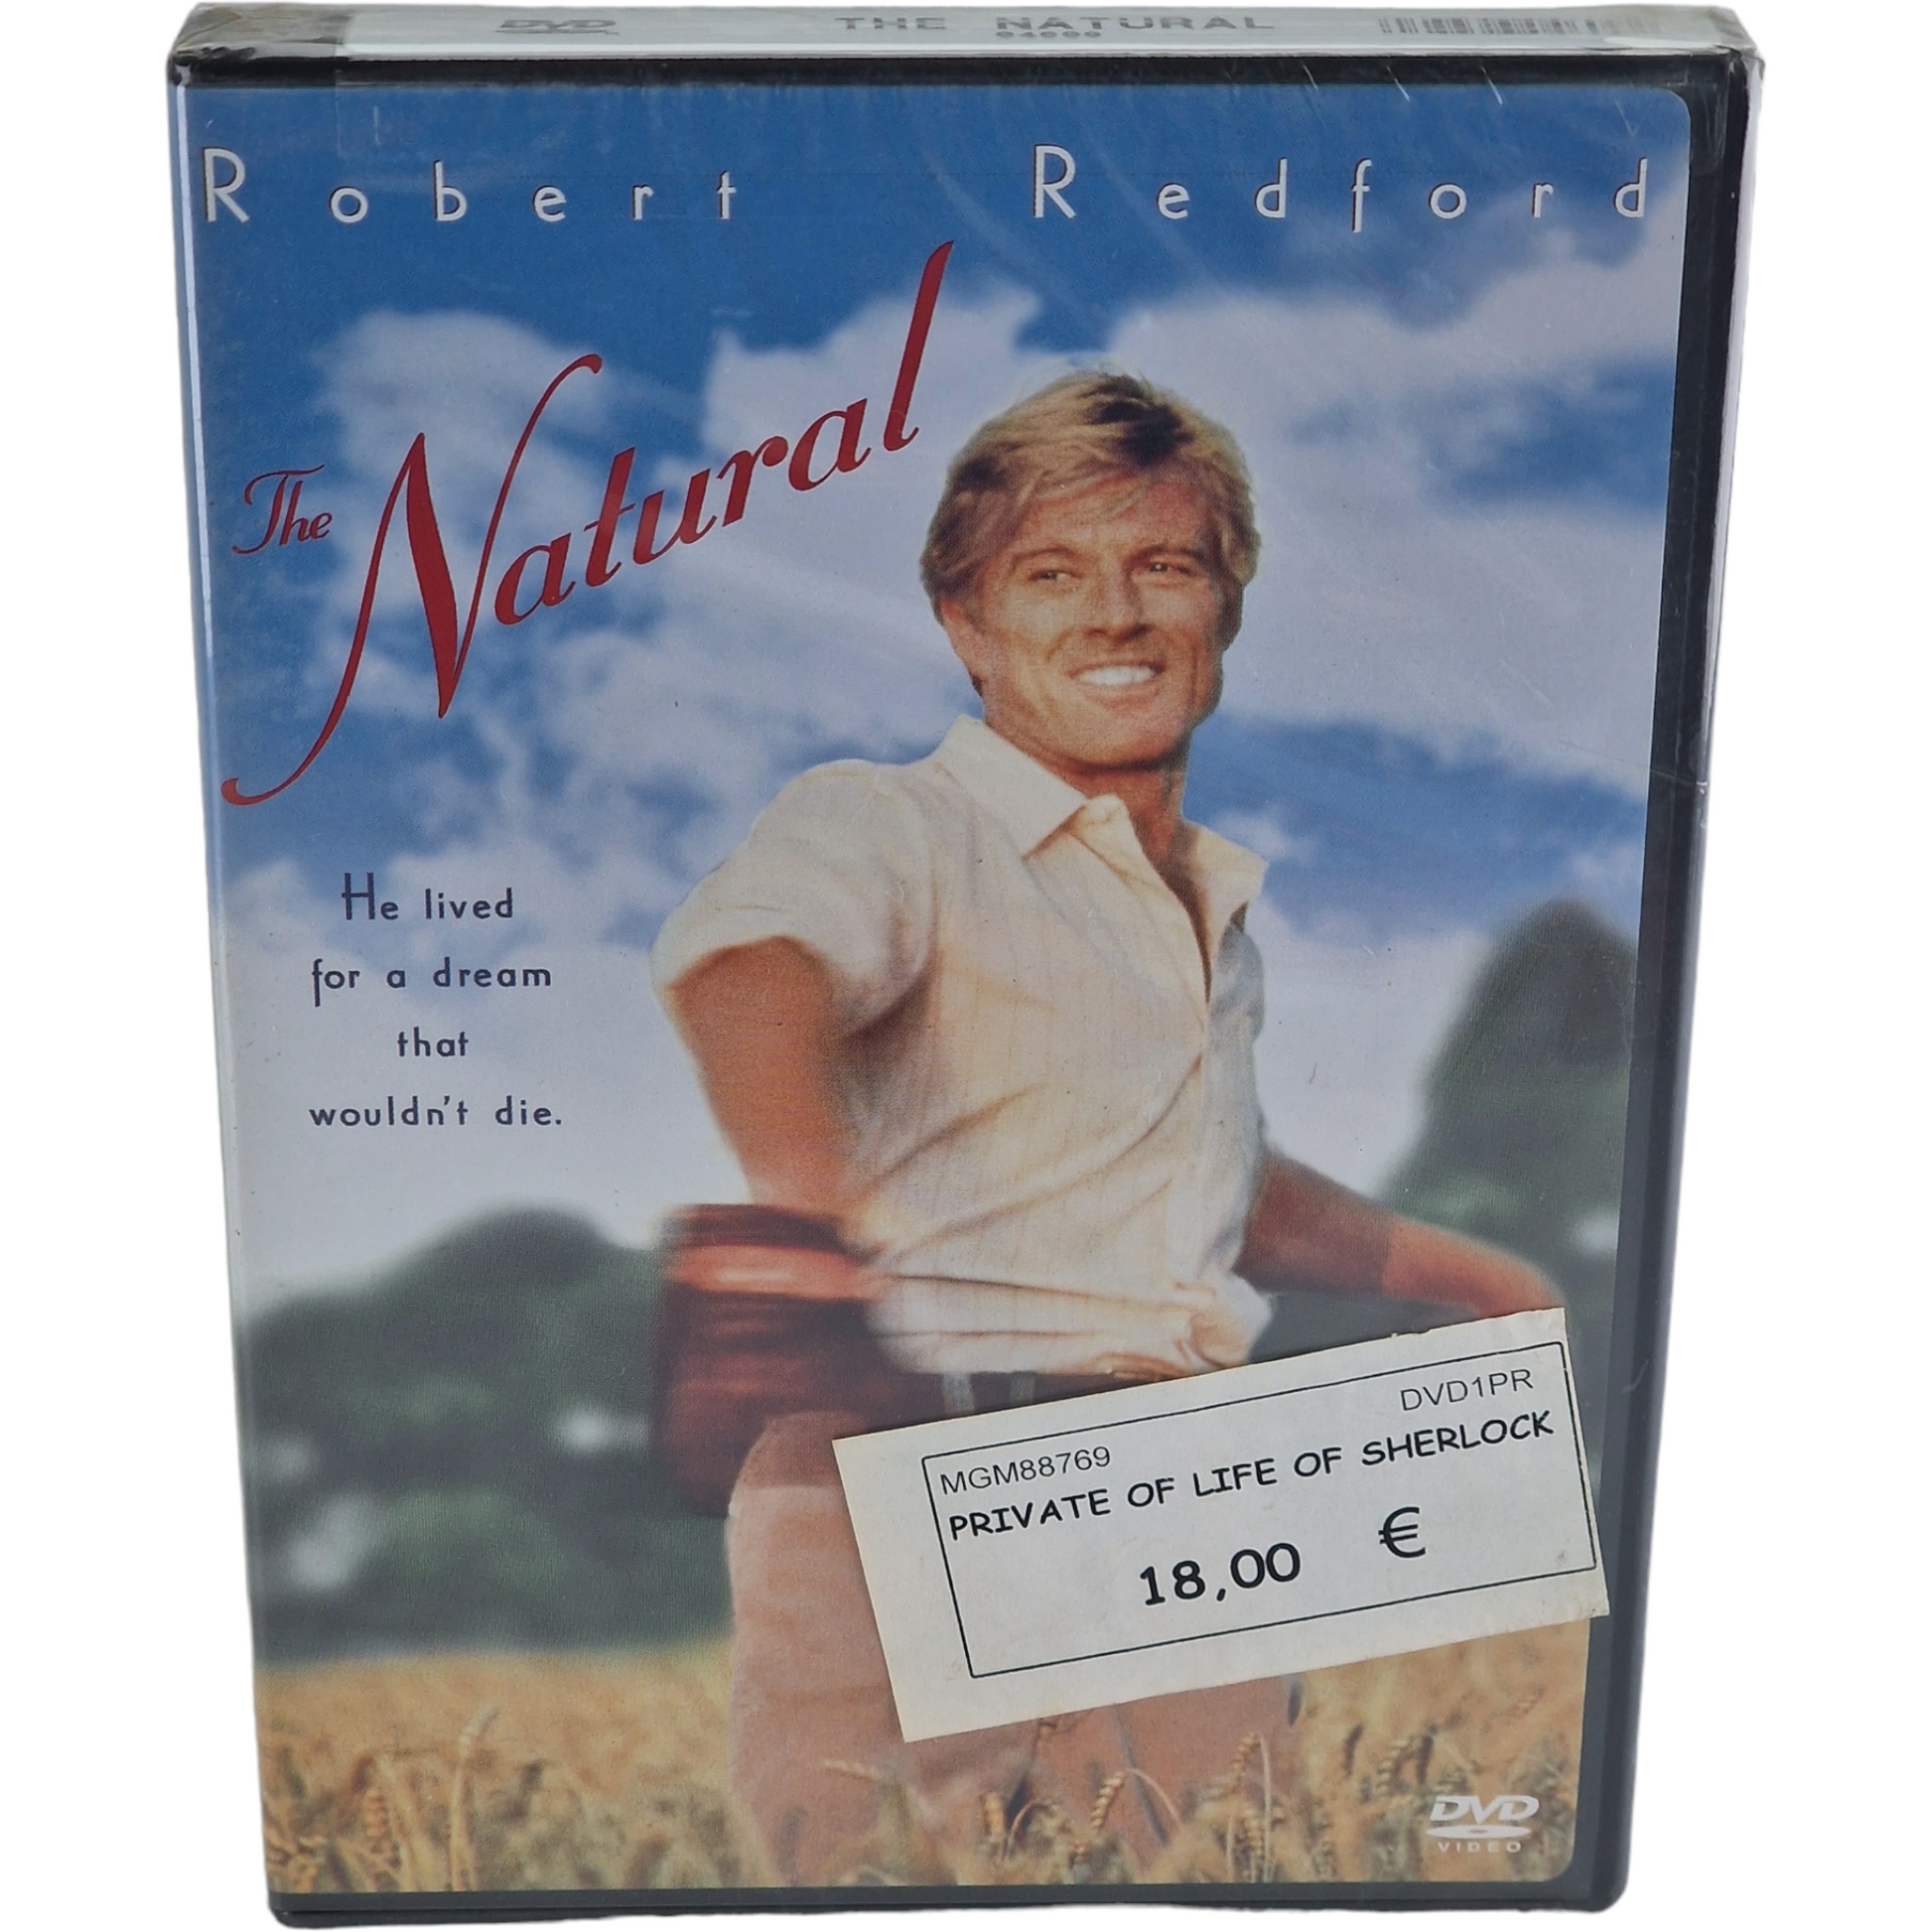 DVD THE NATURAL
Robert Redford
The Natural
He lived
for a dream
that
wouldn't die.
DVD1PR
MGM88769
PRIVATE OF LIFE OF SHERLOCK
18,00 €
DVD
VIDEO